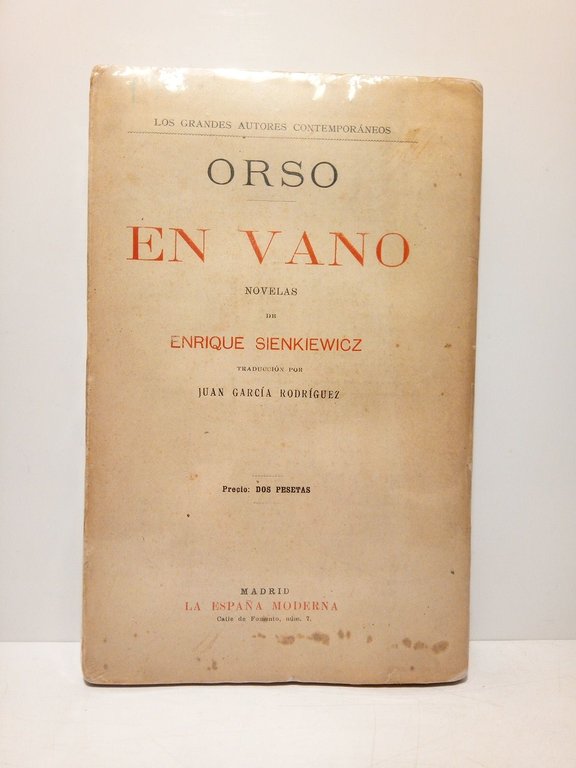 LOS GRANDES AUTORES CONTEMPORÁNEOS
ORSO
EN VANO
NOVELAS
DE
ENRIQUE SIENKIEWICZ
TRADUCCIÓN POR
JUAN GARCÍA RODRÍGUEZ
Precio: DOS PESETAS
MADRID
LA ESPAÑA MODERNA
Calle de Fomento, núm. 7.